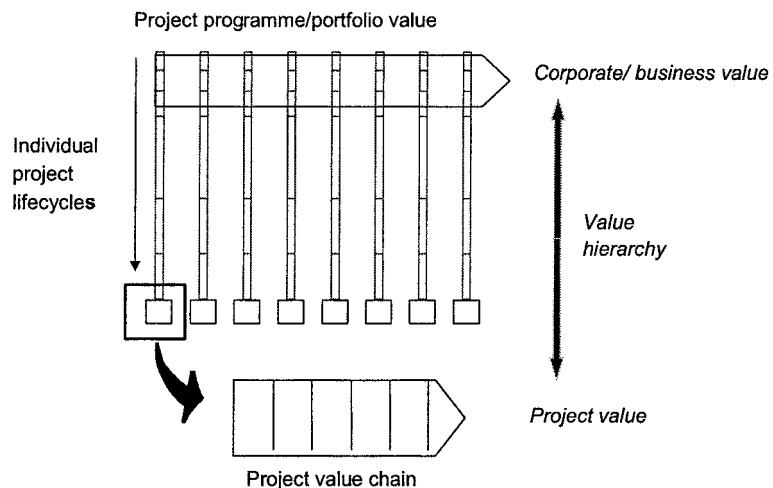 Project programme/portfolio value
Corporate/ business value
Individual
project
lifecycles
Value
hierarchy
Project value
Project value chain